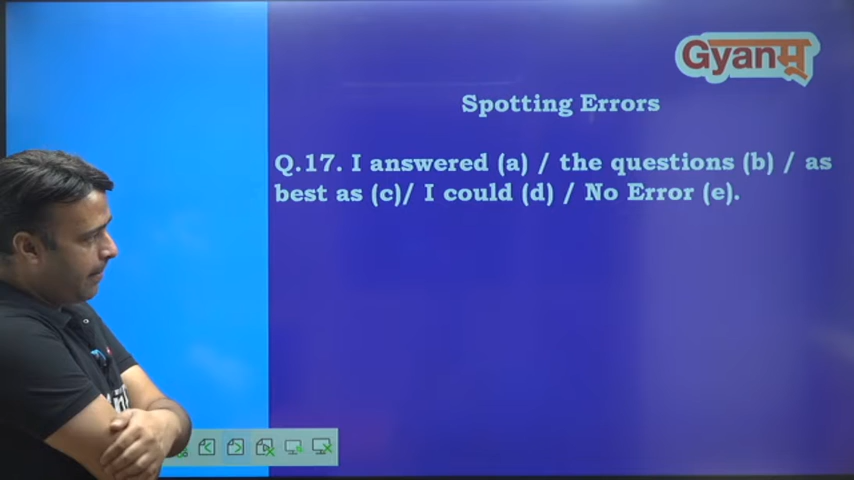 Gyanम्
Spotting Errors
Q.17. I answered (a) / the questions (b) / as
best as (c)/ I could (d) / No Error (e).